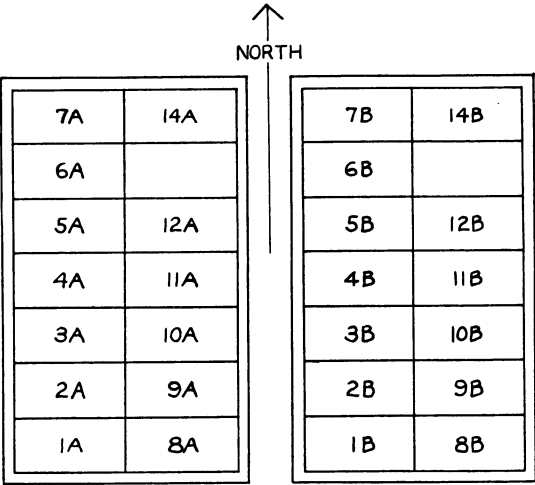 NORTH
7A 14A 7B 14B
6A 6B
5A 12A 5B 12B
4A 11A 4B 11B
3A 10A 3B 10B
2A 9A 2B 9B
1A 8A 1B 8B